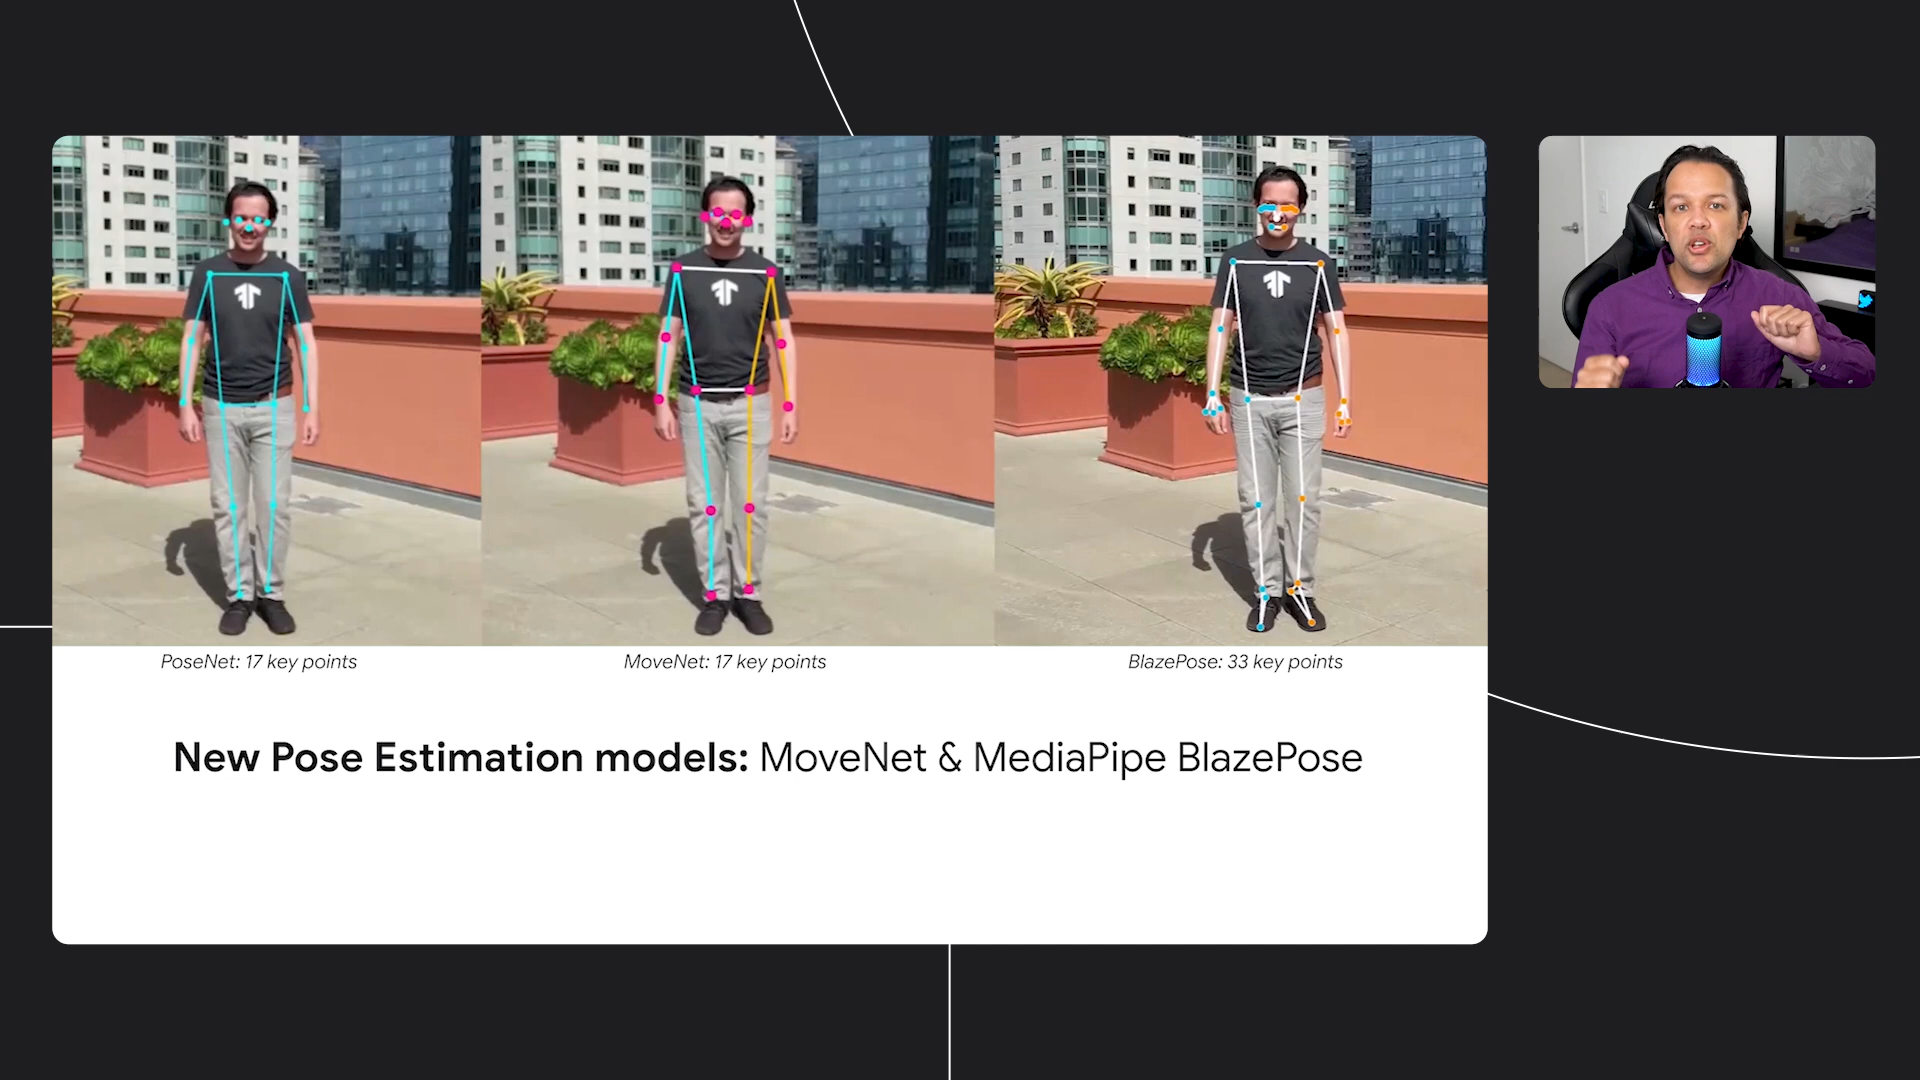 PoseNet: 17 key points
MoveNet: 17 key points
BlazePose: 33 key points
New Pose Estimation models: MoveNet & MediaPipe BlazePose